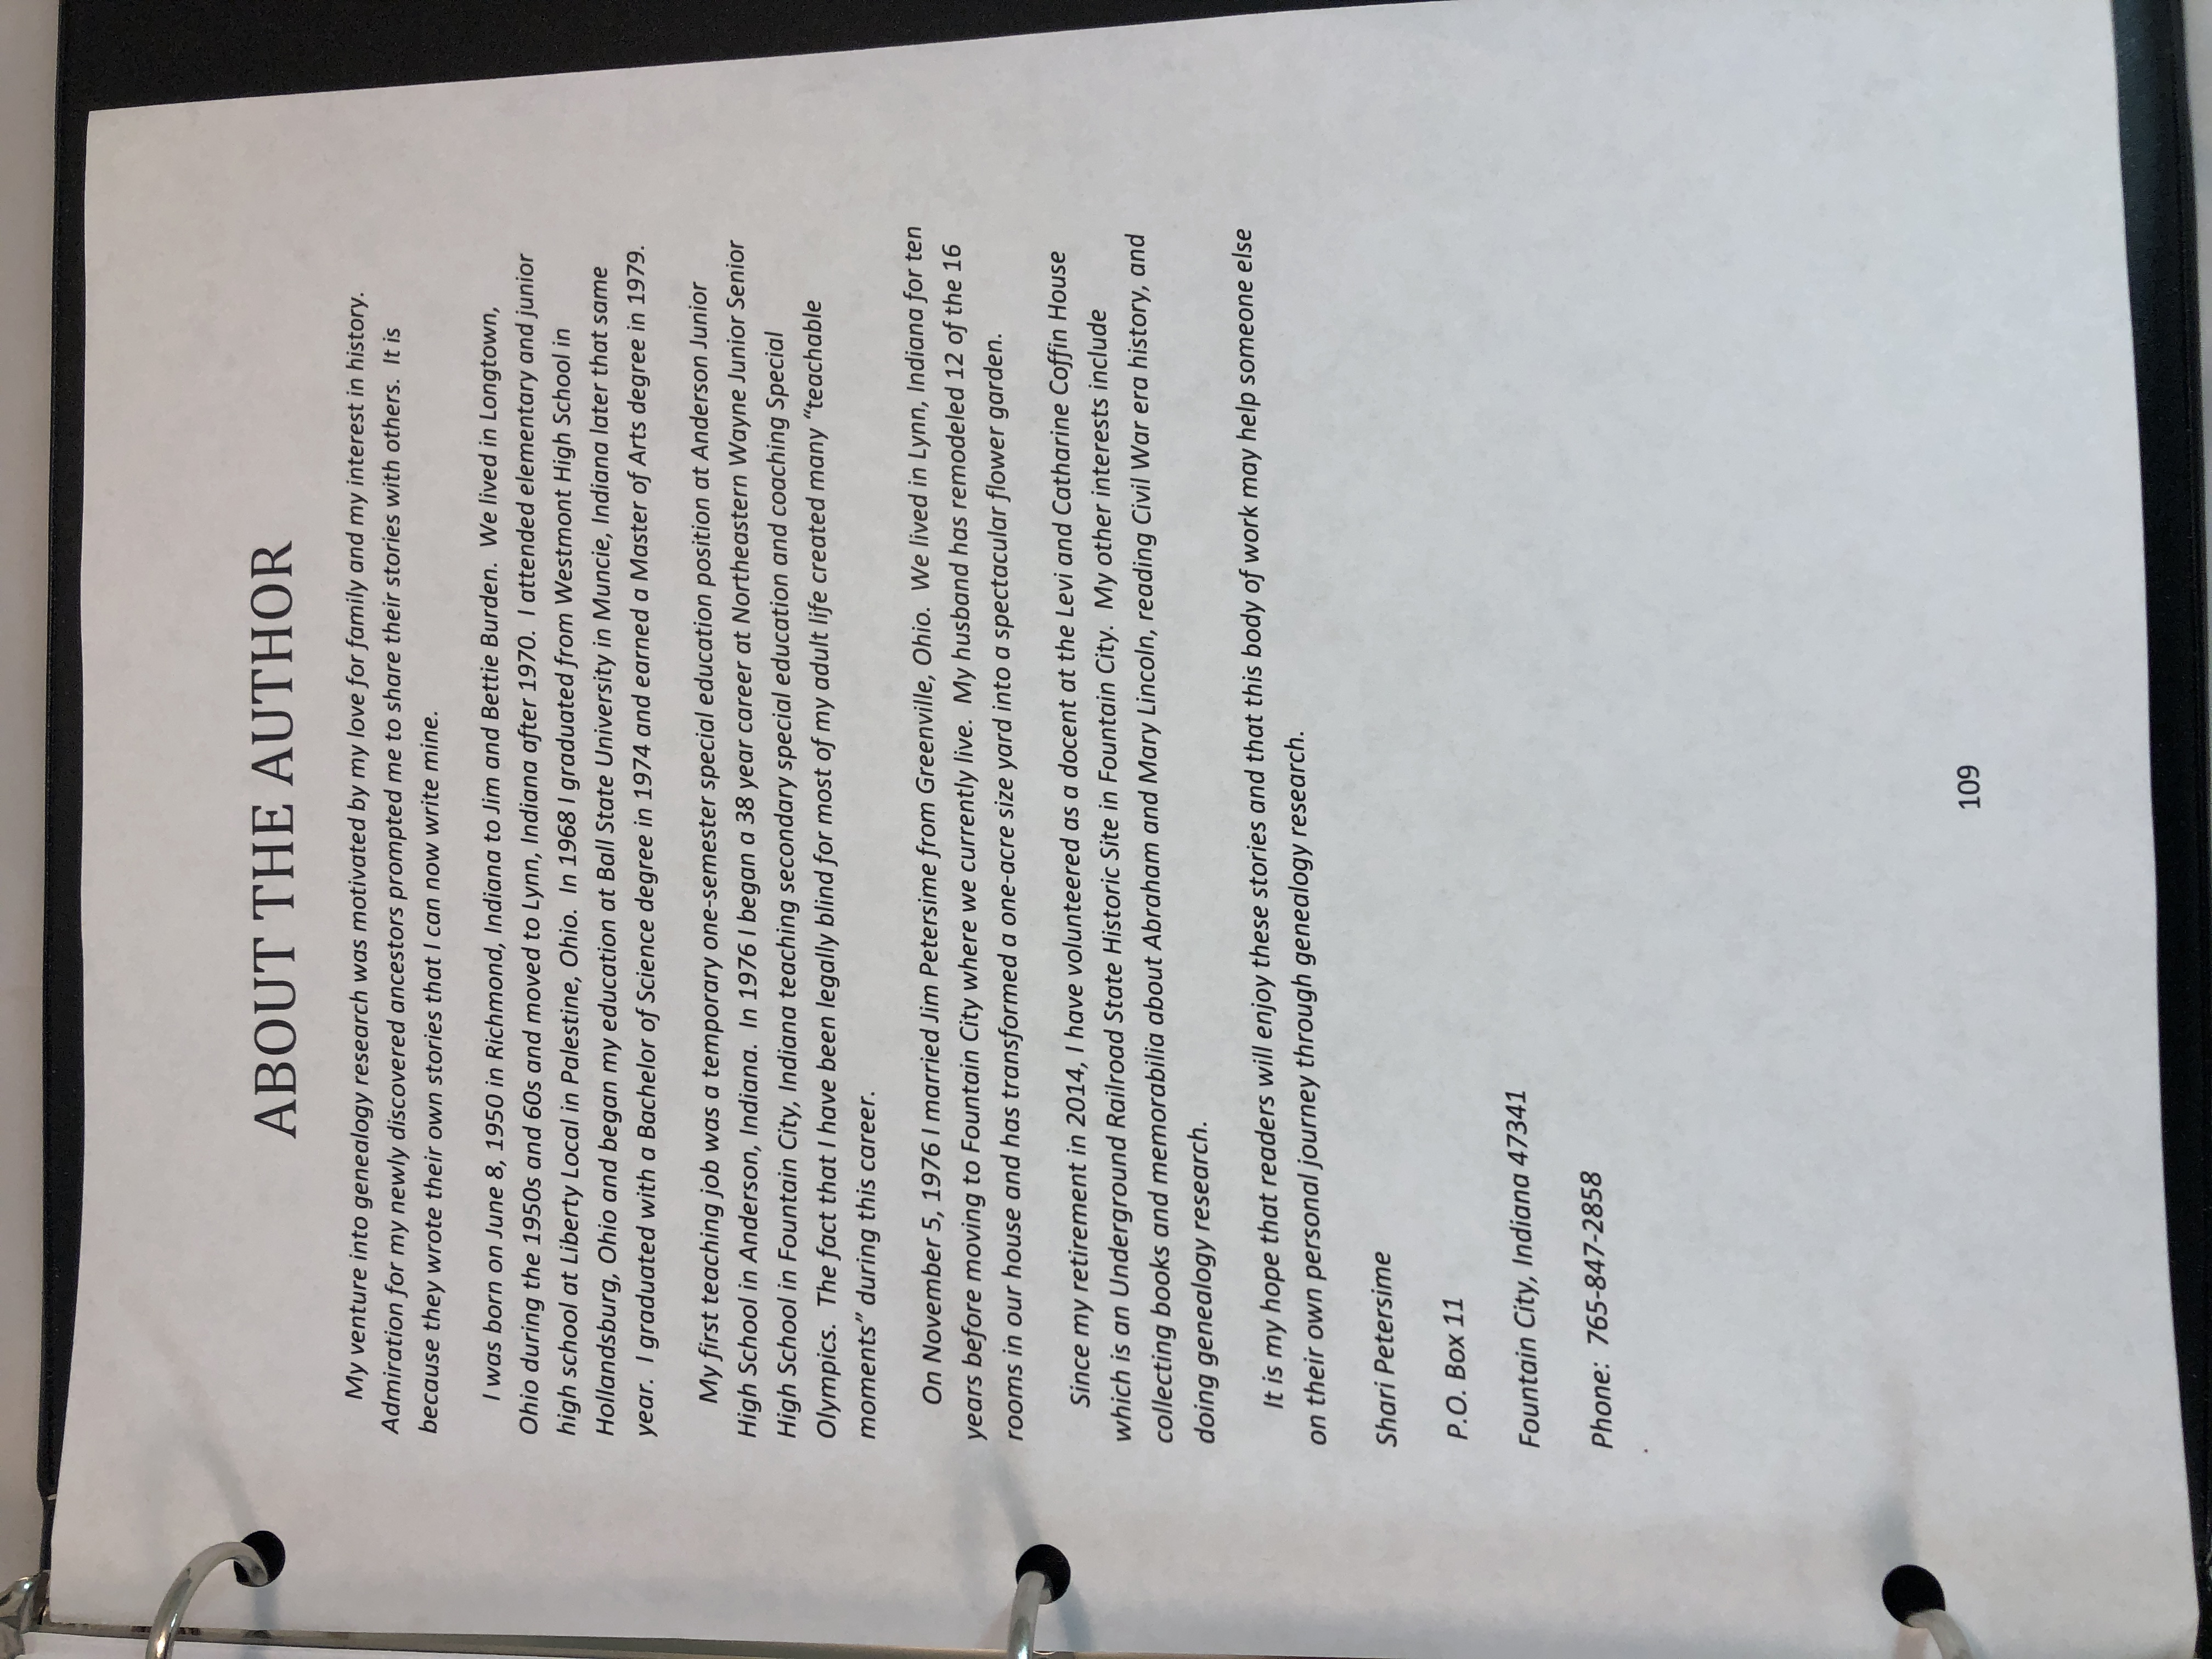 ABOUT THE AUTHOR
My venture into genealogy research was motivated by my love for family and my interest in history.
Admiration for my newly discovered ancestors prompted me to share their stories with others. It is
because they wrote their own stories that I can now write mine.
I was born on June 8, 1950 in Richmond, Indiana to Jim and Bettie Burden. We lived in Longtown,
Ohio during the 1950s and 60s and moved to Lynn, Indiana after 1970. I attended elementary and junior
high school at Liberty Local in Palestine, Ohio. In 1968 I graduated from Westmont High School in
Hollandsburg, Ohio and began my education at Ball State University in Muncie, Indiana later that same
year. I graduated with a Bachelor of Science degree in 1974 and earned a Master of Arts degree in 1979.
My first teaching job was a temporary one-semester special education position at Anderson Junior
High School in Anderson, Indiana. In 1976 I began a 38 year career at Northeastern Wayne Junior Senior
High School in Fountain City, Indiana teaching secondary special education and coaching Special
Olympics. The fact that I have been legally blind for most of my adult life created many “teachable
moments” during this career.
On November 5, 1976 I married Jim Petersime from Greenville, Ohio. We lived in Lynn, Indiana for ten
years before moving to Fountain City where we currently live. My husband has remodeled 12 of the 16
rooms in our house and has transformed a one-acre size yard into a spectacular flower garden.
Since my retirement in 2014, I have volunteered as a docent at the Levi and Catharine Coffin House
which is an Underground Railroad State Historic Site in Fountain City. My other interests include
collecting books and memorabilia about Abraham and Mary Lincoln, reading Civil War era history, and
doing genealogy research.
It is my hope that readers will enjoy these stories and that this body of work may help someone else
on their own personal journey through genealogy research.
Shari Petersime
P.O. Box 11
Fountain City, Indiana 47341
Phone: 765-847-2858
.
109